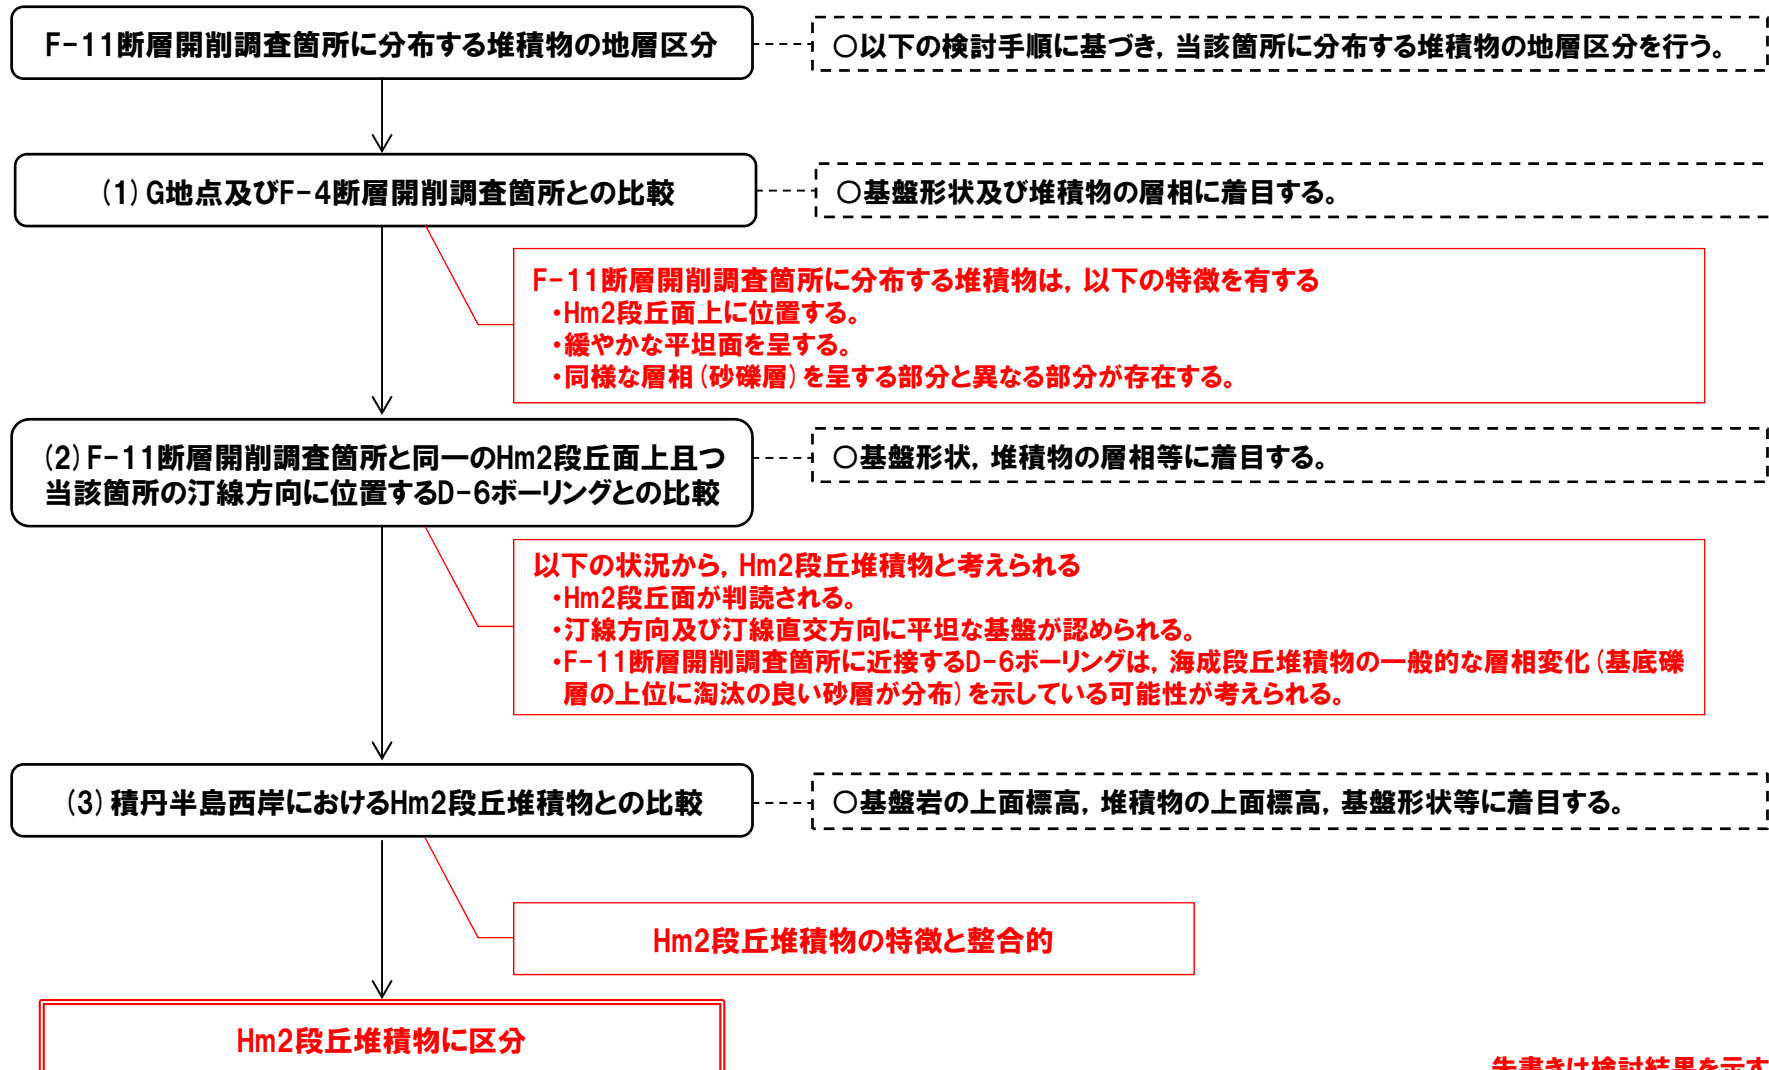 F-11断層開削調査箇所に分布する堆積物の地層区分
○以下の検討手順に基づき，当該箇所に分布する堆積物の地層区分を行う。
(1)G地点及びF-4断層開削調査箇所との比較
○基盤形状及び堆積物の層相に着目する。
F-11断層開削調査箇所に分布する堆積物は，以下の特徴を有する
・Hm2段丘面上に位置する。
・緩やかな平坦面を呈する。
・同様な層相（砂礫層）を呈する部分と異なる部分が存在する。
(2)F-11断層開削調査箇所と同一のHm2段丘面上且つ
当該箇所の汀線方向に位置するD-6ボーリングとの比較
○基盤形状，堆積物の層相等に着目する。
以下の状況から，Hm2段丘堆積物と考えられる
・Hm2段丘面が判読される。
・汀線方向及び汀線直交方向に平坦な基盤が認められる。
・F-11断層開削調査箇所に近接するD-6ボーリングは，海成段丘堆積物の一般的な層相変化（基底礫
層の上位に淘汰の良い砂層が分布）を示している可能性が考えられる。
(3)積丹半島西岸におけるHm2段丘堆積物との比較
○基盤岩の上面標高，堆積物の上面標高，基盤形状等に着目する。
Hm2段丘堆積物の特徴と整合的
Hm2段丘堆積物に区分
朱書きは検討結果を示す